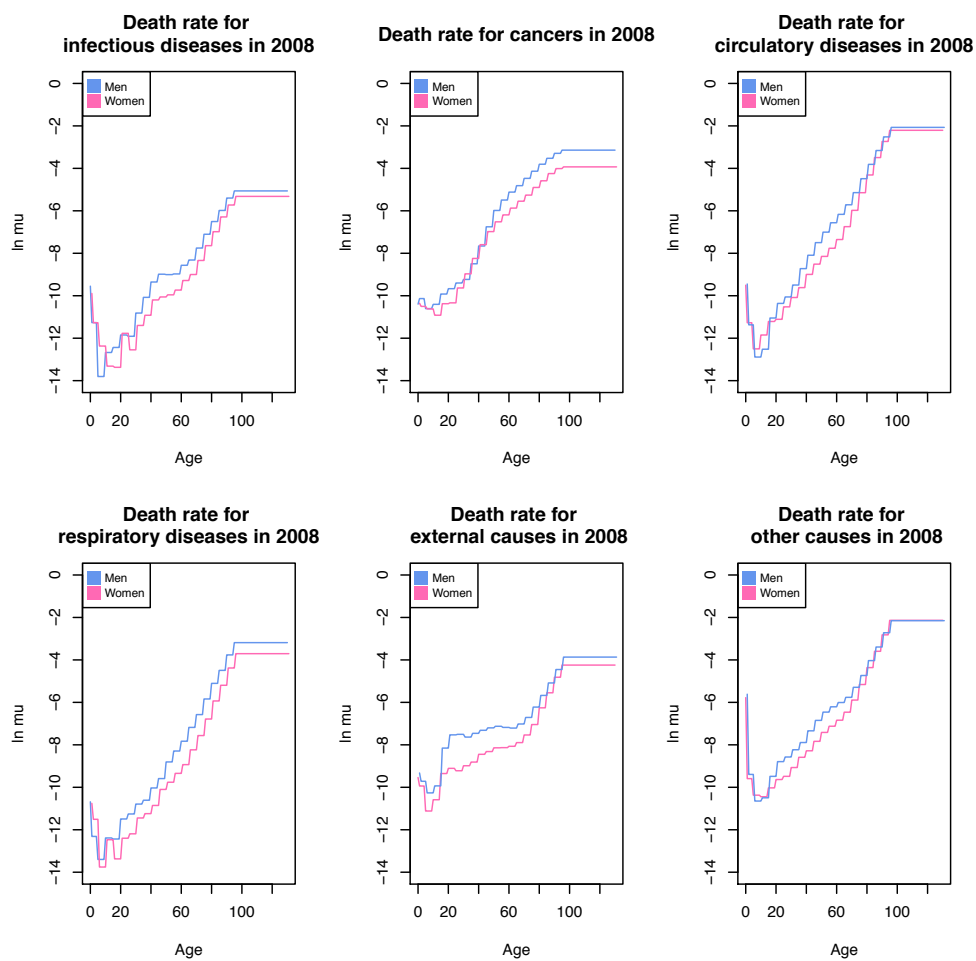 Death rate for
infectious diseases in 2008
Men
Women
0
−2
−4
−6
−8
−10
−12
−14
ln mu
0 20 60 100
Age
Death rate for cancers in 2008
Men
Women
0
−2
−4
−6
−8
−10
−12
−14
ln mu
0 20 60 100
Age
Death rate for
circulatory diseases in 2008
Men
Women
0
−2
−4
−6
−8
−10
−12
−14
ln mu
0 20 60 100
Age
Death rate for
respiratory diseases in 2008
Men
Women
0
−2
−4
−6
−8
−10
−12
−14
ln mu
0 20 60 100
Age
Death rate for
external causes in 2008
Men
Women
0
−2
−4
−6
−8
−10
−12
−14
ln mu
0 20 60 100
Age
Death rate for
other causes in 2008
Men
Women
0
−2
−4
−6
−8
−10
−12
−14
ln mu
0 20 60 100
Age